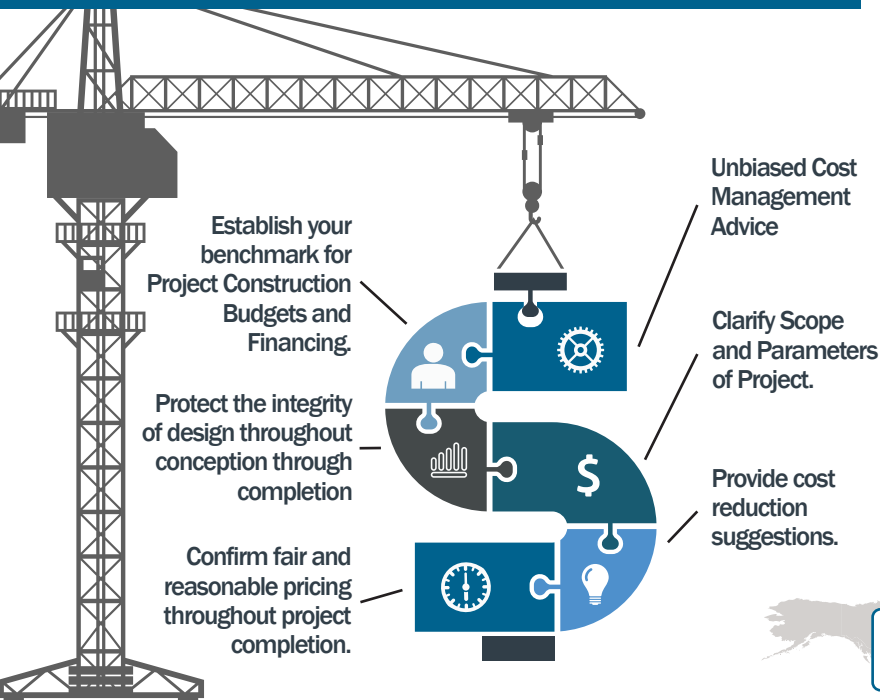 Establish your
benchmark for
Project Construction
Budgets and
Financing.
Protect the integrity
of design throughout
conception through
completion
Confirm fair and
reasonable pricing
throughout project
completion.
Unbiased Cost
Management
Advice
Clarify Scope
and Parameters
of Project.
Provide cost
reduction
suggestions.
$